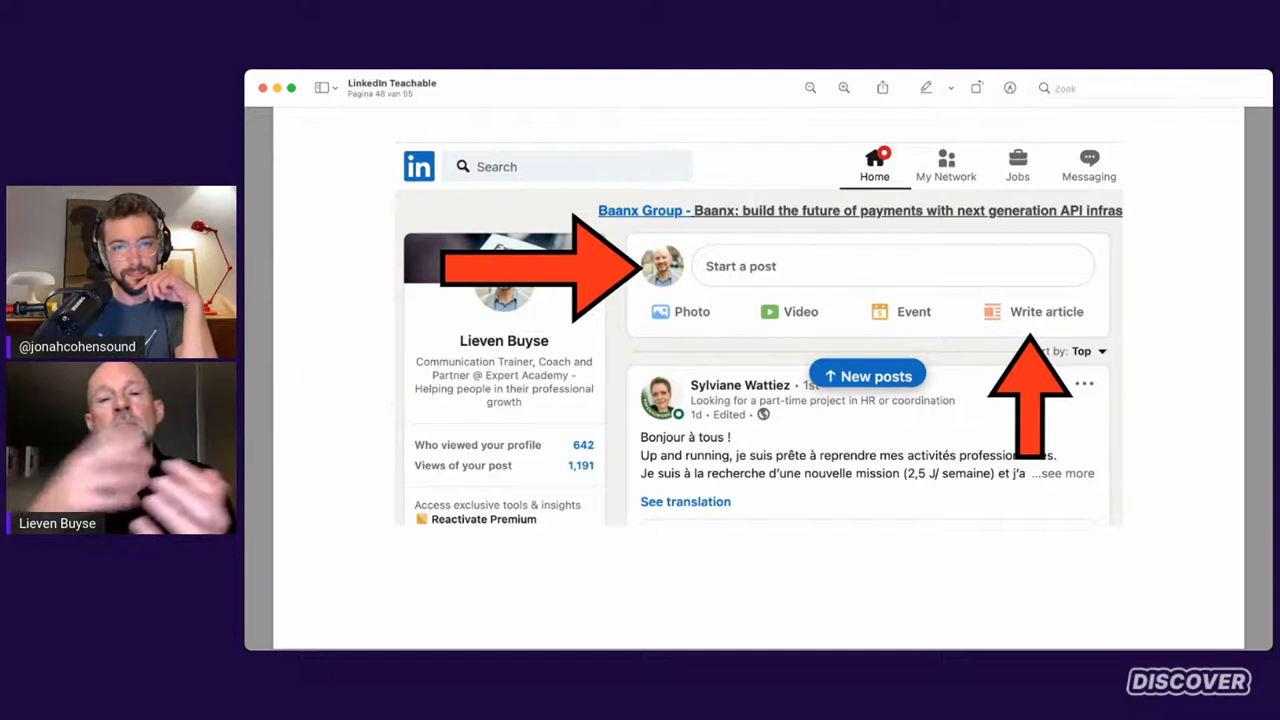 LinkedIn Teachable
Pagina 48 van 55
Zoek
in
Search
Home
My Network
Jobs
Messaging
Baanx Group - Baanx: build the future of payments with next generation API infras
Start a post
Photo
Video
Event
Write article
Lieven Buyse
Communication Trainer, Coach and
Partner @ Expert Academy -
Helping people in their professional
growth
Who viewed your profile 642
Views of your post 1,191
Access exclusive tools & insights
Reactivate Premium
rt by: Top
↑ New posts
Sylviane Wattiez • 1st
Looking for a part-time project in HR or coordination
1d • Edited •
Bonjour à tous !
Up and running, je suis prête à reprendre mes activités professio es.
Je suis à la recherche d'une nouvelle mission (2,5 J/ semaine) et j'a ...see more
See translation
@jonahcohensound
Lieven Buyse
DISCOVER